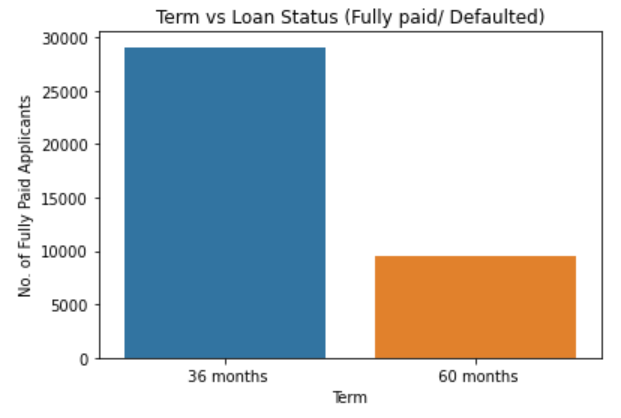 Term vs Loan Status (Fully paid/ Defaulted)
30000
25000
20000
15000
10000
5000
0
No. of Fully Paid Applicants
36 months
60 months
Term